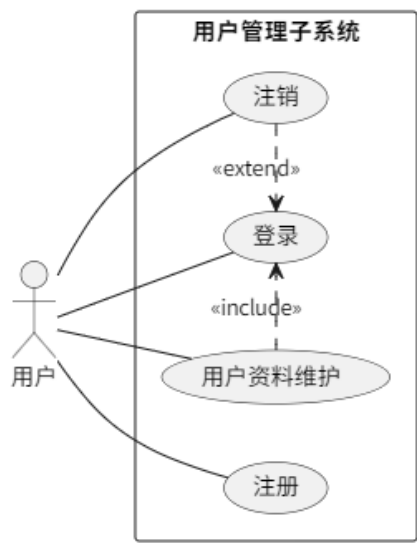 用户管理子系统
注销
«extend»
登录
«include»
用户
用户资料维护
注册